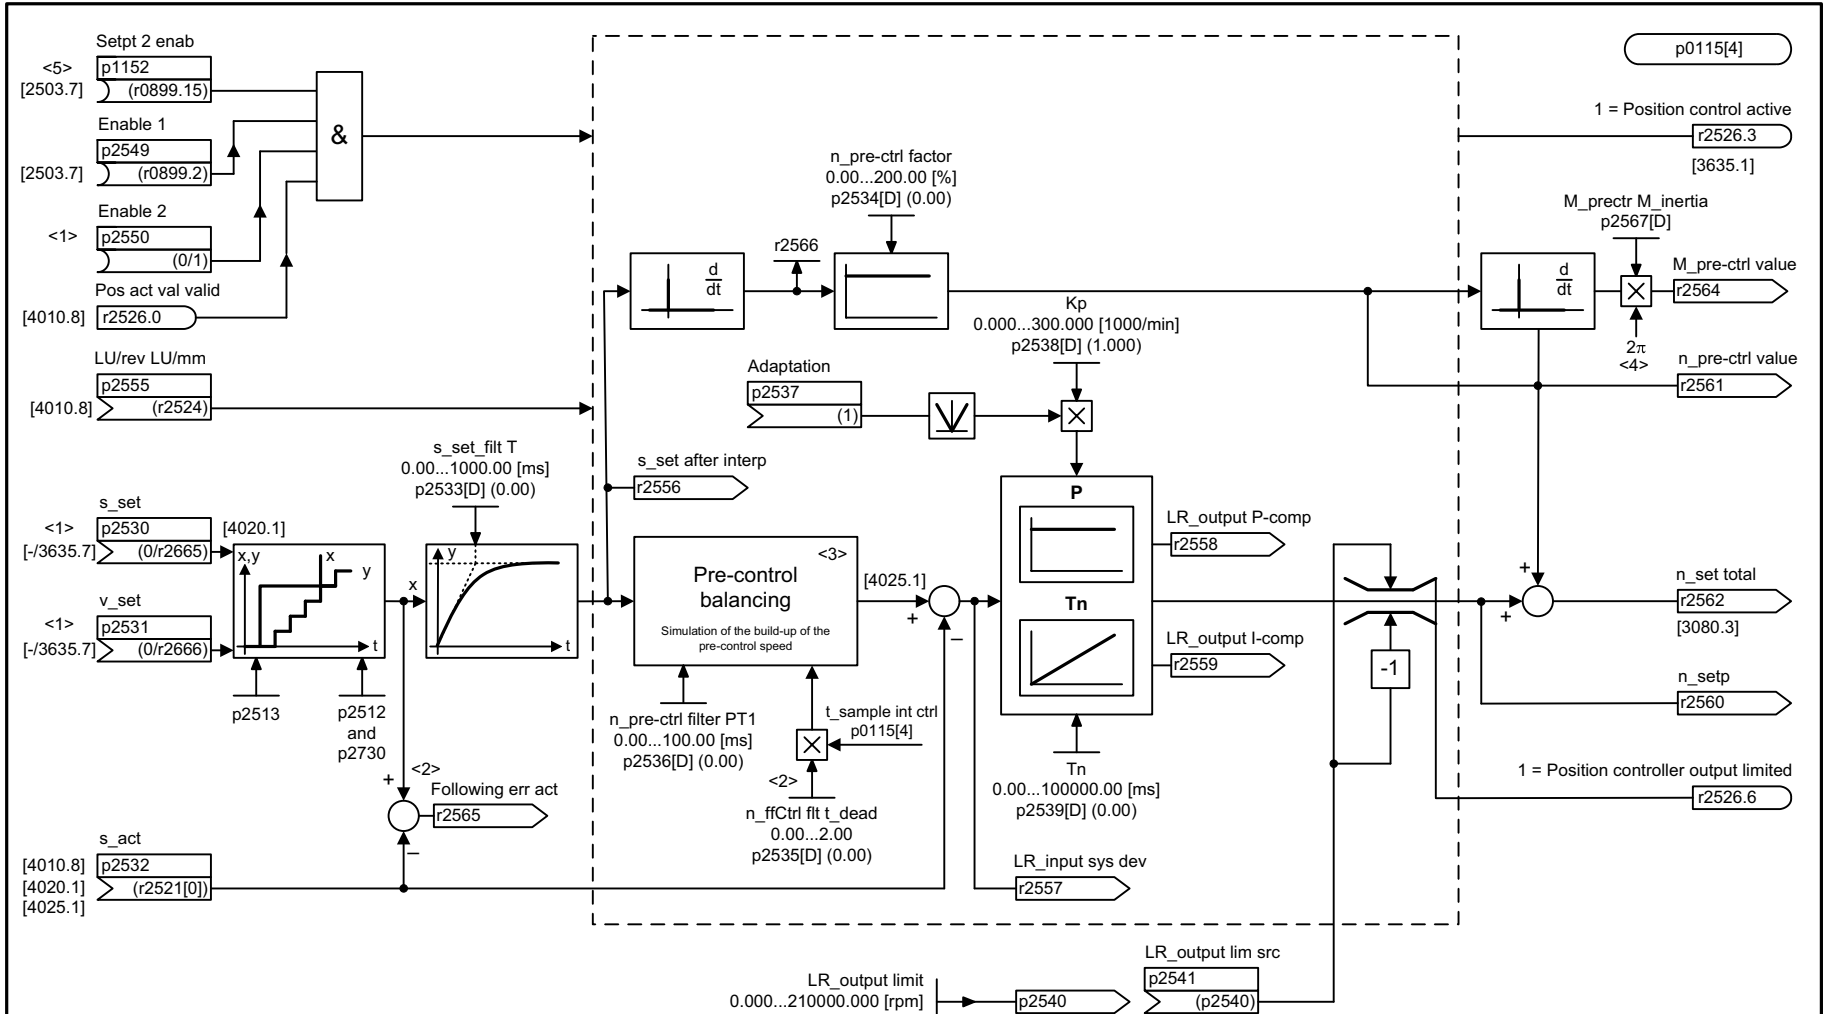 Setpt 2 enab
<5>
[2503.7]
p1152
(r0899.15)
Enable 1
[2503.7]
p2549
(r0899.2)
Enable 2
<1>
p2550
(0/1)
Pos act val valid
[4010.8]
r2526.0
LU/rev LU/mm
p2555
[4010.8]
(r2524)
&
p0115[4]
1 = Position control active
r2526.3
[3635.1]
n_pre-ctrl factor
0.00...200.00 [%]
p2534[D] (0.00)
r2566
d
dt
M_prectr M_inertia
p2567[D]
d
dt
M_pre-ctrl value
r2564
2π
<4>
n_pre-ctrl value
r2561
Kp
0.000...300.000 [1000/min]
p2538[D] (1.000)
Adaptation
p2537
(1)
s_set_filt T
0.00...1000.00 [ms]
p2533[D] (0.00)
s_set after interp
r2556
s_set
<1>
p2530
[4020.1]
[-/3635.7]
(0/r2665)
v_set
<1>
p2531
[-/3635.7]
(0/r2666)
x,y
x
y
t
x
y
t
p2513
p2512
and
p2730
<3>
Pre-control
balancing
Simulation of the build-up of the
pre-control speed
[4025.1]
+
–
P
Tn
LR_output P-comp
r2558
LR_output I-comp
r2559
-1
+
+
n_set total
r2562
[3080.3]
n_setp
r2560
n_pre-ctrl filter PT1
0.00...100.00 [ms]
p2536[D] (0.00)
t_sample int ctrl
p0115[4]
<2>
n_ffCtrl flt t_dead
0.00...2.00
p2535[D] (0.00)
Tn
0.00...100000.00 [ms]
p2539[D] (0.00)
1 = Position controller output limited
r2526.6
+
<2>
Following err act
r2565
–
s_act
[4010.8]
p2532
[4020.1]
(r2521[0])
[4025.1]
LR_input sys dev
r2557
LR_output limit
0.000...210000.000 [rpm]
p2540
LR_output lim src
p2541
(p2540)